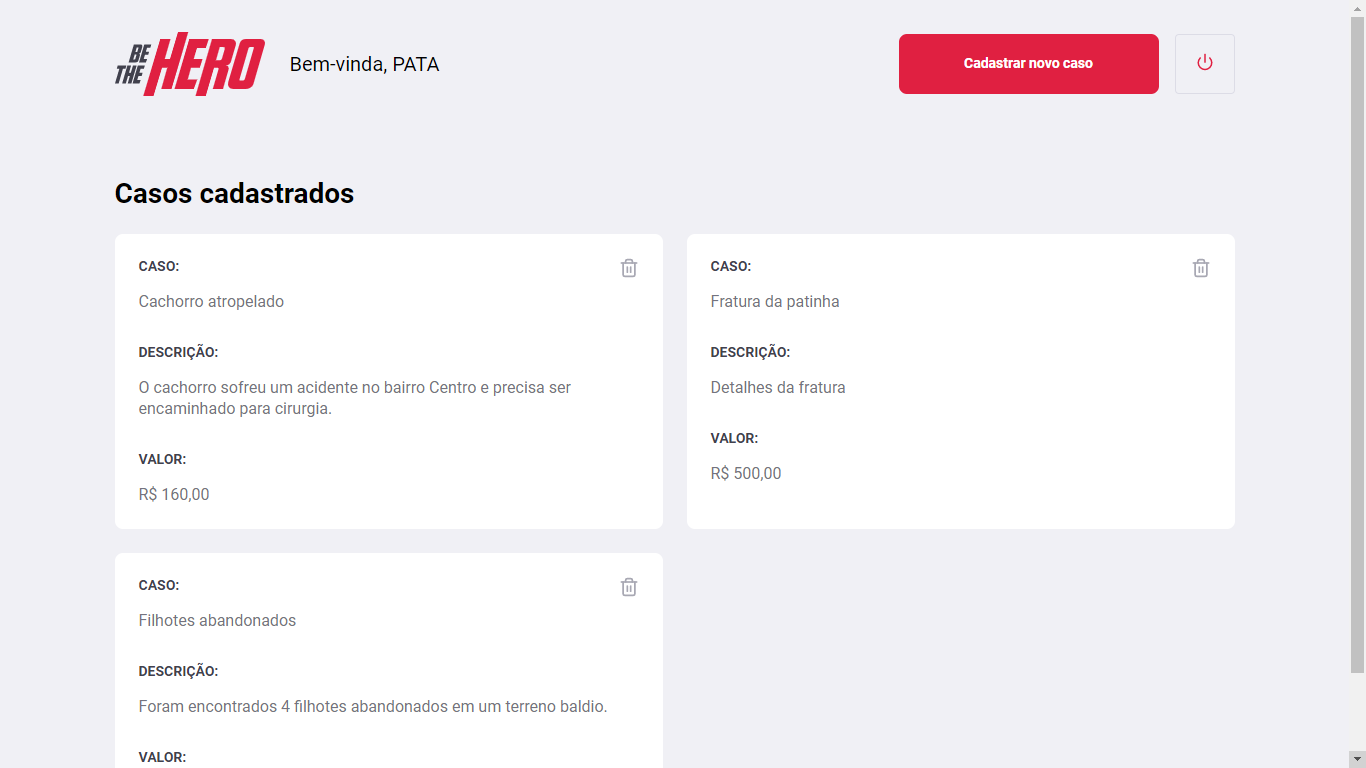 BE
THE
HERO
Bem-vinda, PATA
Cadastrar novo caso
Casos cadastrados
CASO:
Cachorro atropelado
DESCRIÇÃO:
O cachorro sofreu um acidente no bairro Centro e precisa ser
encaminhado para cirurgia.
VALOR:
R$ 160,00
CASO:
Fratura da patinha
DESCRIÇÃO:
Detalhes da fratura
VALOR:
R$ 500,00
CASO:
Filhotes abandonados
DESCRIÇÃO:
Foram encontrados 4 filhotes abandonados em um terreno baldio.
VALOR: